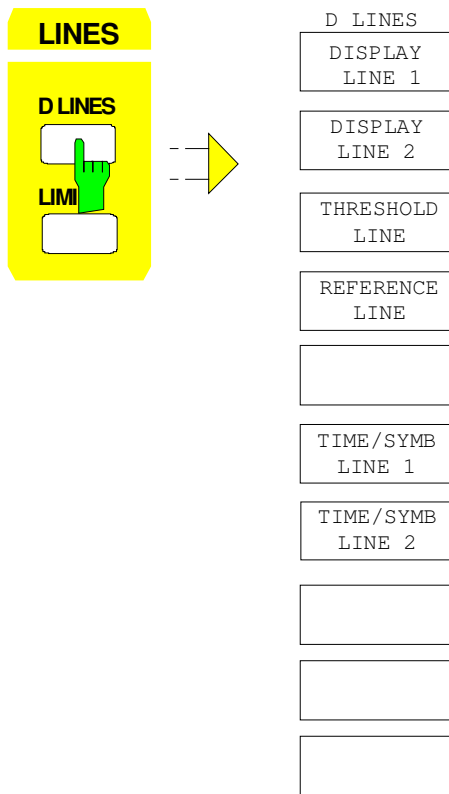 LINES
D LINES
LIMI
D LINES
DISPLAY
LINE 1
DISPLAY
LINE 2
THRESHOLD
LINE
REFERENCE
LINE
TIME/SYMB
LINE 1
TIME/SYMB
LINE 2